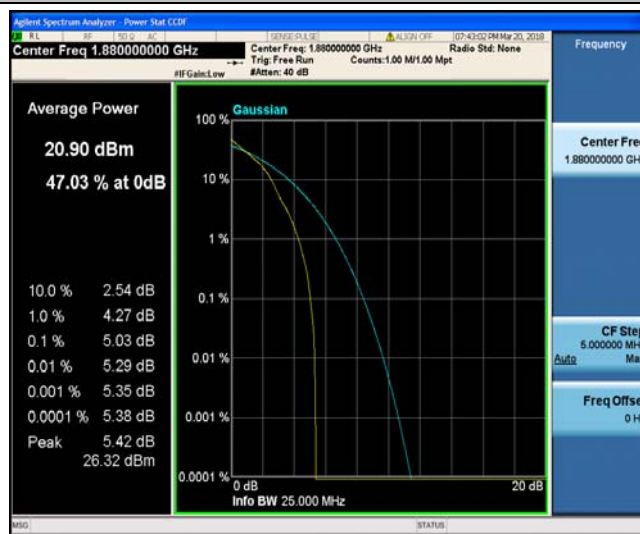 Agilent Spectrum Analyzer - Power Stat CCDF
RL RF 50 Ω AC SENSE:PULSE ALIGN OFF 07:43:02 PM Mar 20, 2018
Center Freq 1.880000000 GHz
Center Freq: 1.880000000 GHz Radio Std: None
Trig: Free Run Counts:1.00 M/1.00 Mpt
#IFGain:Low #Atten: 40 dB
Frequency
Average Power
20.90 dBm
47.03 % at 0dB
10.0 % 2.54 dB
1.0 % 4.27 dB
0.1 % 5.03 dB
0.01 % 5.29 dB
0.001 % 5.35 dB
0.0001 % 5.38 dB
Peak 5.42 dB
26.32 dBm
Gaussian
100 %
10 %
1 %
0.1 %
0.01 %
0.001 %
0.0001 %
0 dB 20 dB
Info BW 25.000 MHz
Center Fre
1.880000000 GH
CF Step
5.000000 MH
Auto Ma
Freq Offse
0 H
MSG STATUS